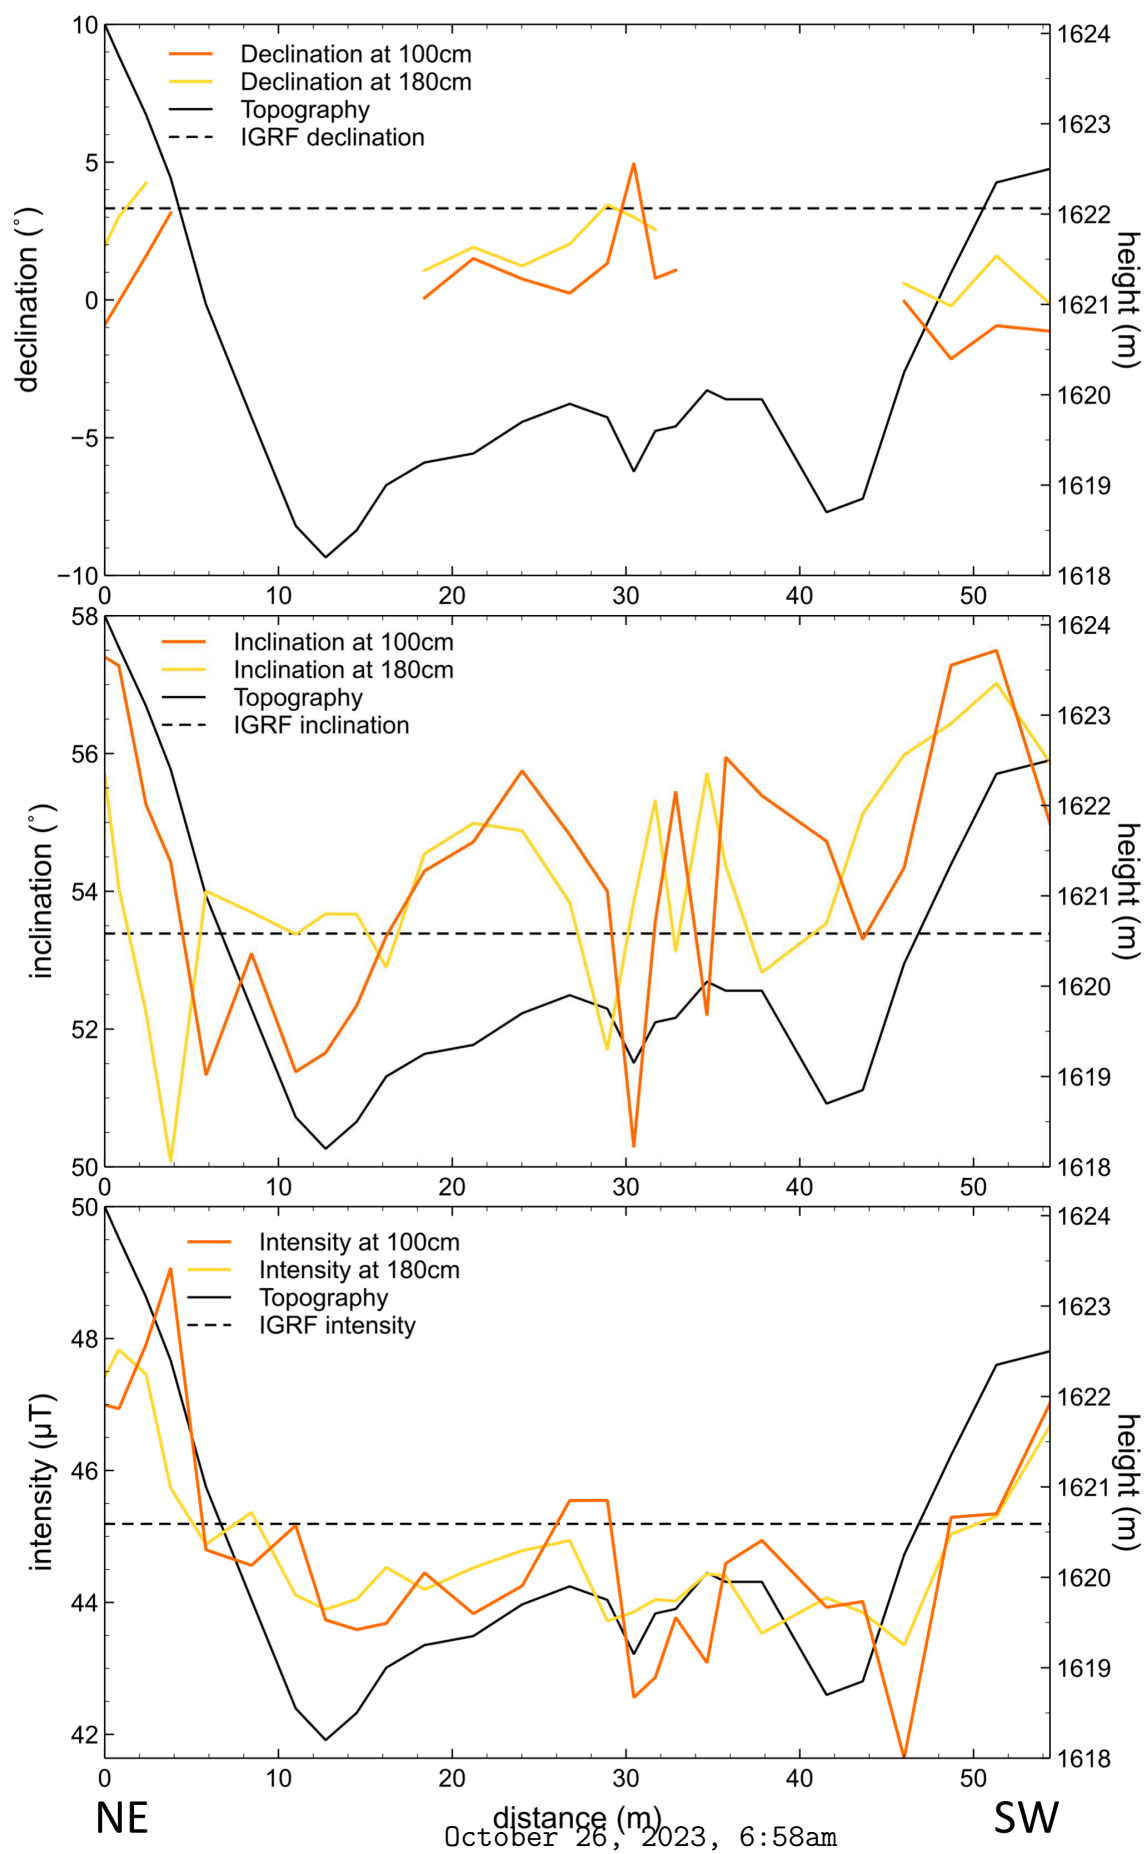 Declination at 100cm
Declination at 180cm
Topography
IGRF declination
declination (°)
10
5
0
−5
−10
height (m)
1624
1623
1622
1621
1620
1619
1618
0 10 20 30 40 50
Inclination at 100cm
Inclination at 180cm
Topography
IGRF inclination
inclination (°)
58
56
54
52
50
height (m)
1624
1623
1622
1621
1620
1619
1618
0 10 20 30 40 50
Intensity at 100cm
Intensity at 180cm
Topography
IGRF intensity
intensity (μT)
50
48
46
44
42
height (m)
1624
1623
1622
1621
1620
1619
1618
0 10 20 30 40 50
NE distance (m) SW
October 26, 2023, 6:58am